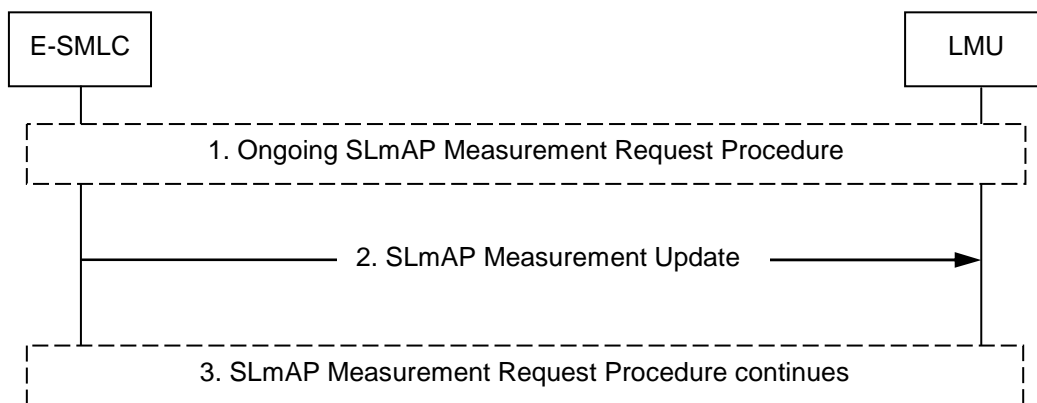 E-SMLC
LMU
1. Ongoing SLmAP Measurement Request Procedure
2. SLmAP Measurement Update
3. SLmAP Measurement Request Procedure continues